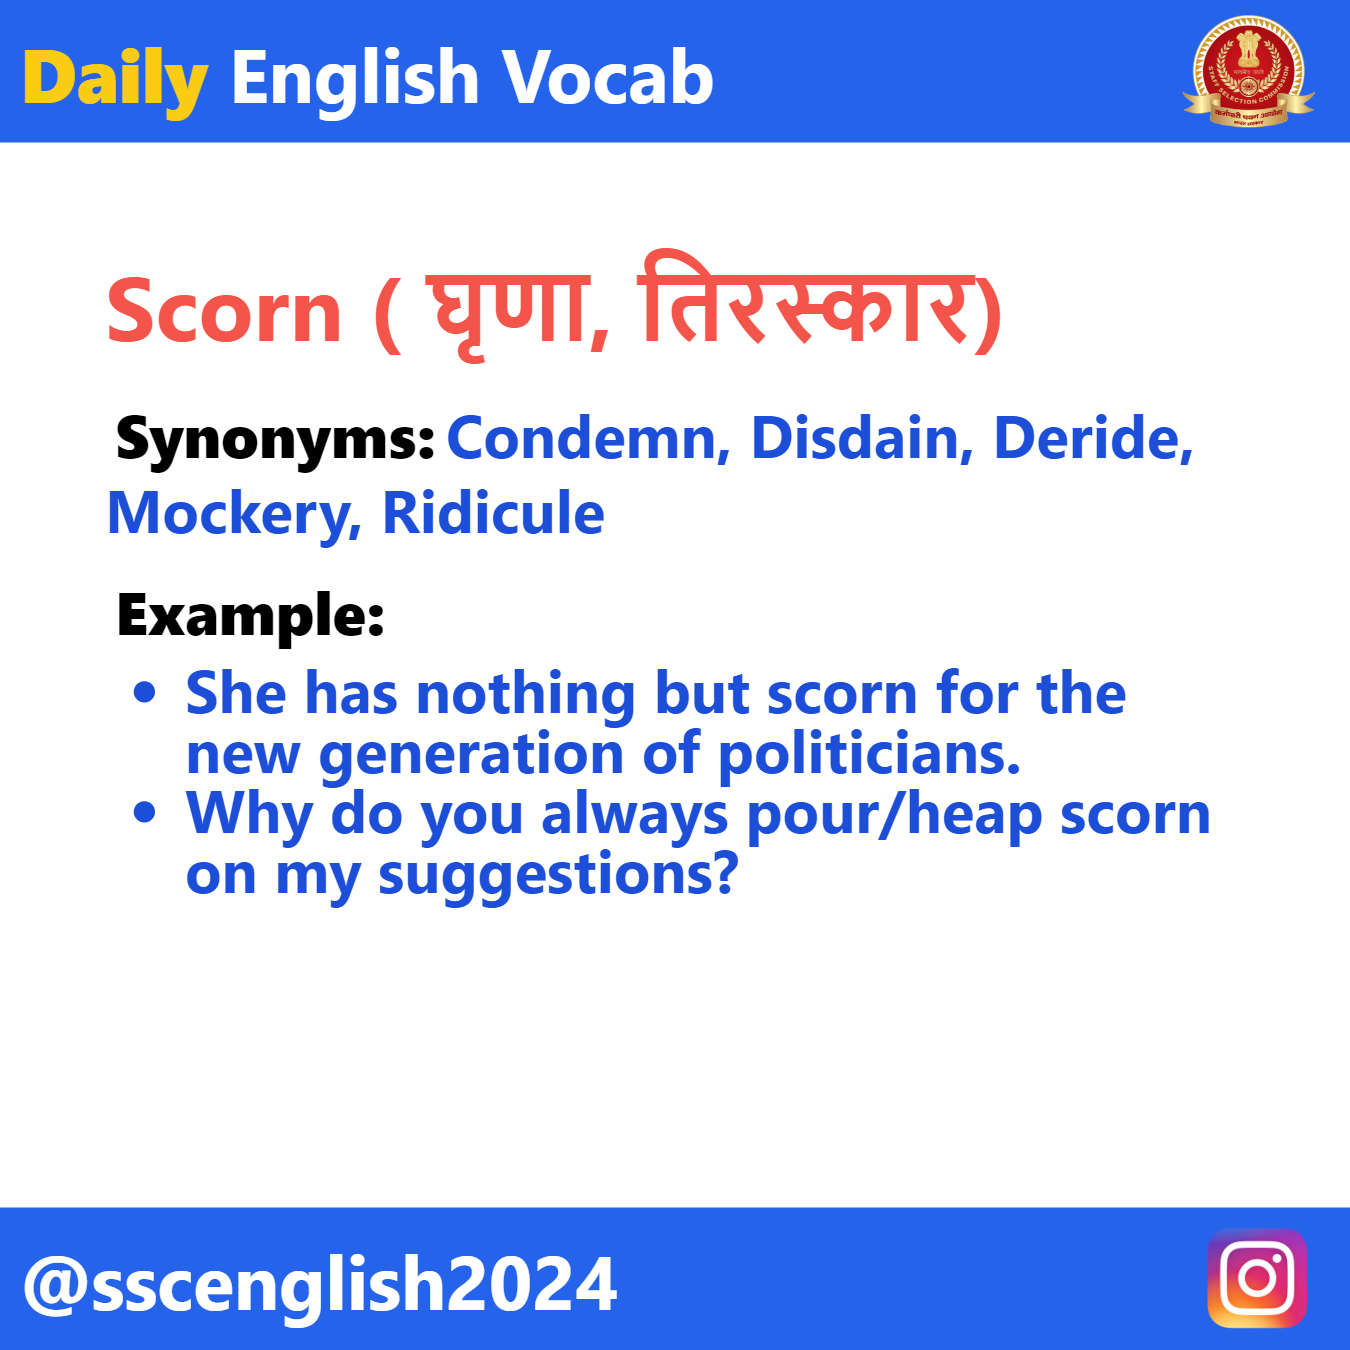 Daily English Vocab
STAFF SELECTION COMMISSION
कर्मचारी चयन आयोग
भारत सरकार
Scorn ( घृणा, तिरस्कार)
Synonyms: Condemn, Disdain, Deride,
Mockery, Ridicule
Example:
• She has nothing but scorn for the
new generation of politicians.
• Why do you always pour/heap scorn
on my suggestions?
@sscenglish2024